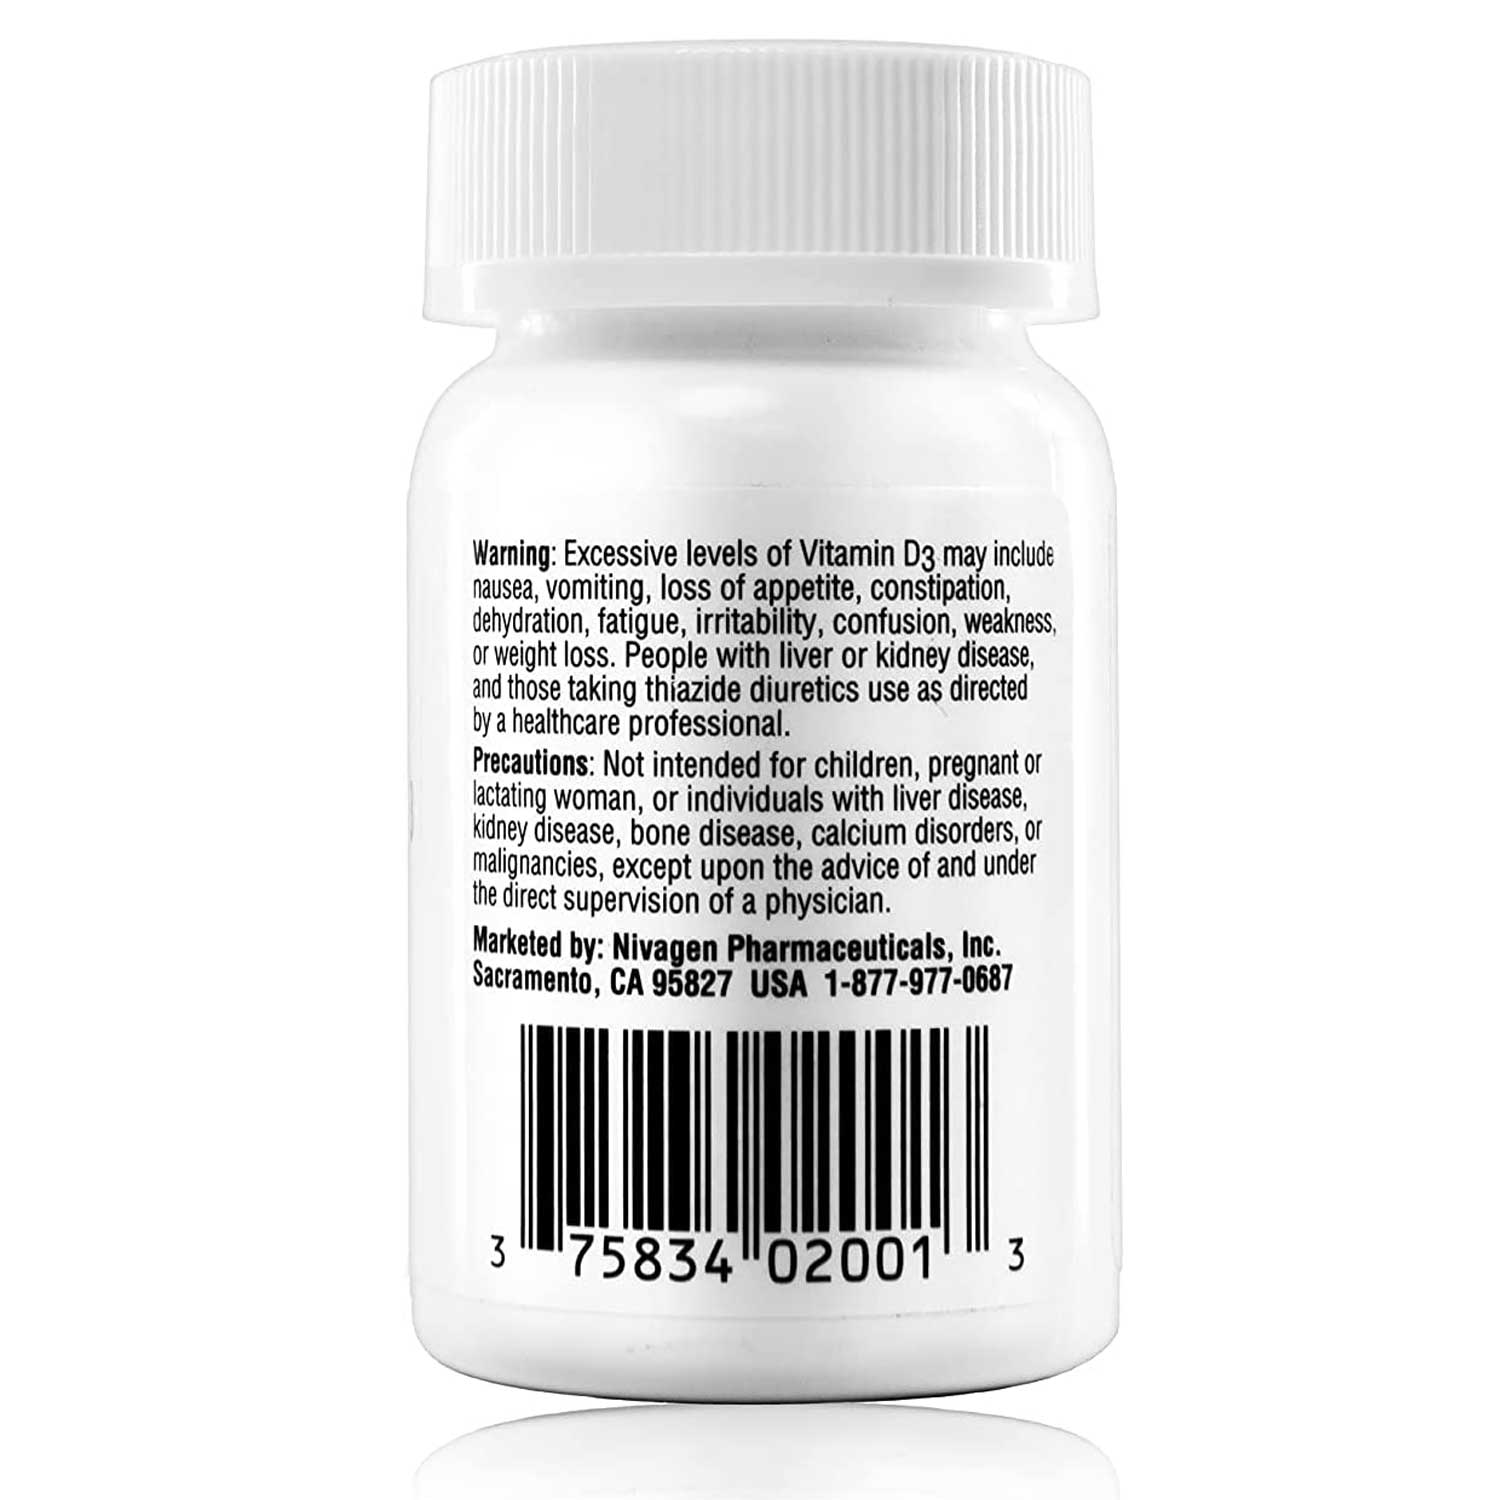 Warning: Excessive levels of Vitamin D3 may include
nausea, vomiting, loss of appetite, constipation,
dehydration, fatigue, irritability, confusion, weakness,
or weight loss. People with liver or kidney disease,
and those taking thiazide diuretics use as directed
by a healthcare professional.
Precautions: Not intended for children, pregnant or
lactating woman, or individuals with liver disease,
kidney disease, bone disease, calcium disorders, or
malignancies, except upon the advice of and under
the direct supervision of a physician.
Marketed by: Nivagen Pharmaceuticals, Inc.
Sacramento, CA 95827 USA 1-877-977-0687
3 75834 02001 3